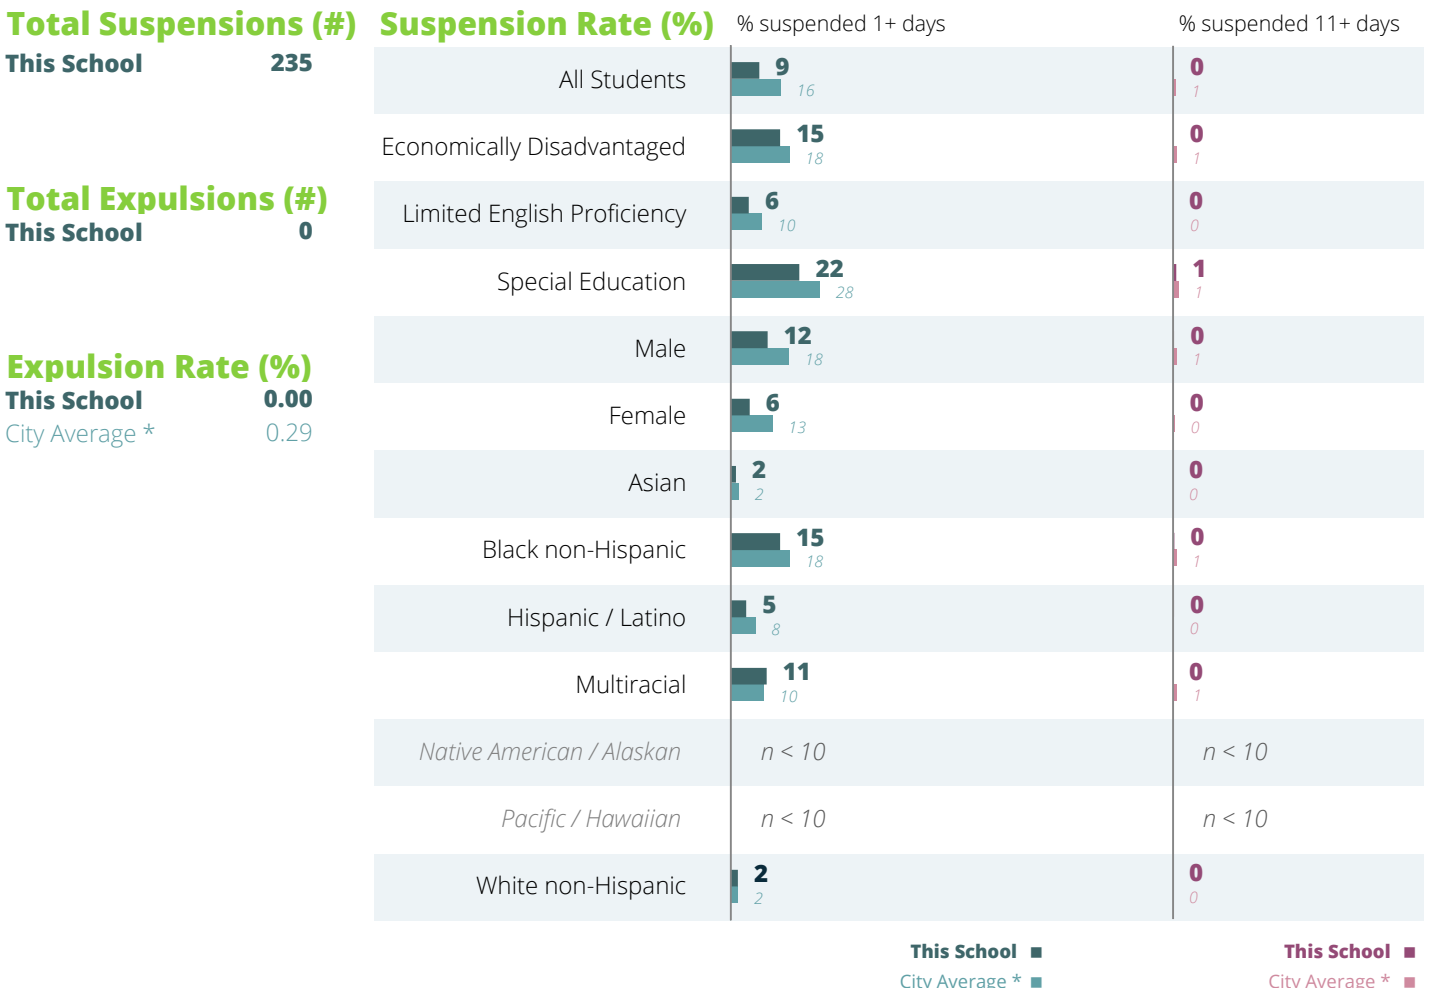 Total Suspensions (#)
This School 235
Total Expulsions (#)
This School 0
Expulsion Rate (%)
This School 0.00
City Average * 0.29
Suspension Rate (%) % suspended 1+ days % suspended 11+ days
All Students 9 0
16 1
Economically Disadvantaged 15 0
18 1
Limited English Proficiency 6 0
10 0
Special Education 22 1
28 1
Male 12 0
18 1
Female 6 0
13 0
Asian 2 0
2 0
Black non-Hispanic 15 0
18 1
Hispanic / Latino 5 0
8 0
Multiracial 11 0
10 1
Native American / Alaskan n < 10 n < 10
Pacific / Hawaiian n < 10 n < 10
White non-Hispanic 2 0
2 0
This School This School
City Average * City Average *